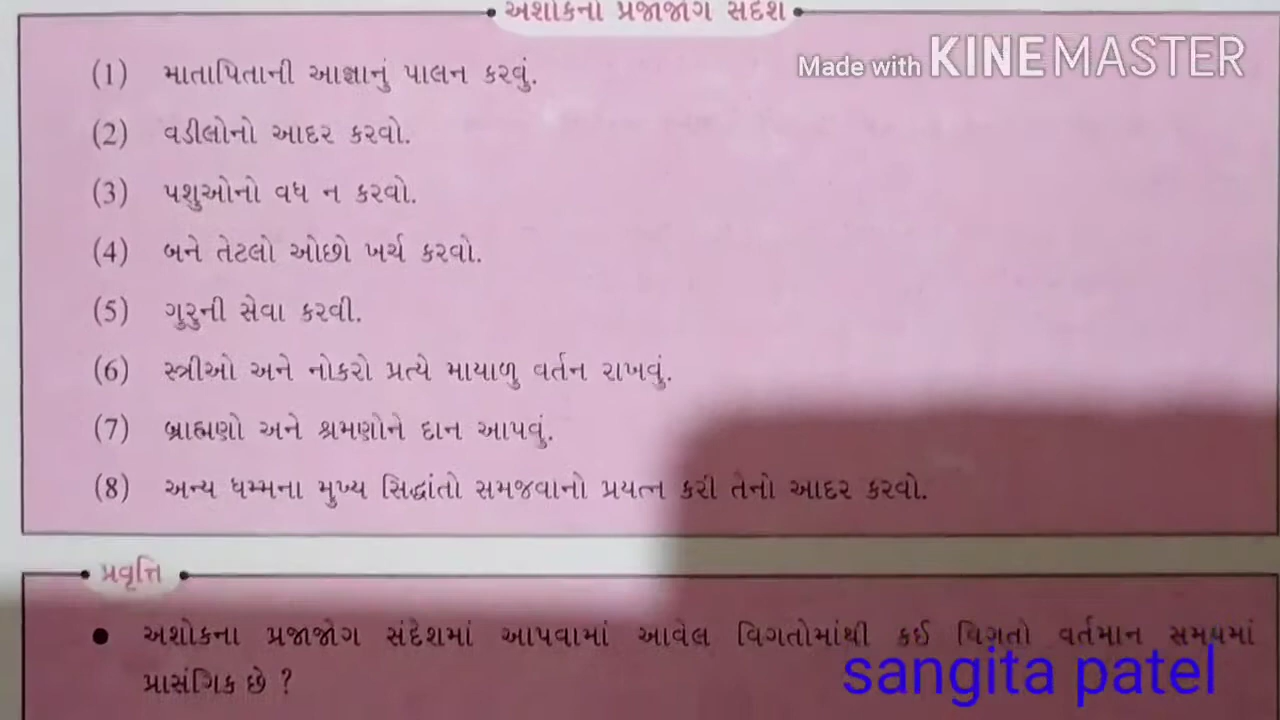 અશોકનો પ્રજાજોગ સંદેશ
Made with KINEMASTER
(1) માતાપિતાની આજ્ઞાનું પાલન કરવું.
(2) વડીલોનો આદર કરવો.
(3) પશુઓનો વધ ન કરવો.
(4) બને તેટલો ઓછો ખર્ચ કરવો.
(5) ગુરુની સેવા કરવી.
(6) સ્ત્રીઓ અને નોકરો પ્રત્યે માયાળુ વર્તન રાખવું.
(7) બ્રાહ્મણો અને શ્રમણોને દાન આપવું.
(8) અન્ય ધમ્મના મુખ્ય સિદ્ધાંતો સમજવાનો પ્રયત્ન કરી તેનો આદર કરવો.
પ્રવૃત્તિ
● અશોકના પ્રજાજોગ સંદેશમાં આપવામાં આવેલ વિગતોમાંથી કઈ વિગતો વર્તમાન સમયમાં
પ્રાસંગિક છે ?
sangita patel